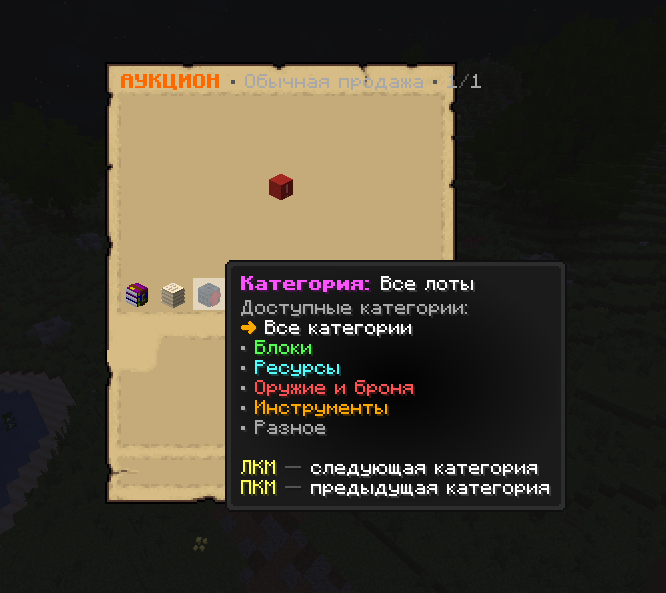 АУКЦИОН • Обычная продажа • 1/1
Категория: Все лоты
Доступные категории:
➜ Все категории
• Блоки
• Ресурсы
• Оружие и броня
• Инструменты
• Разное
ЛКМ — следующая категория
ПКМ — предыдущая категория